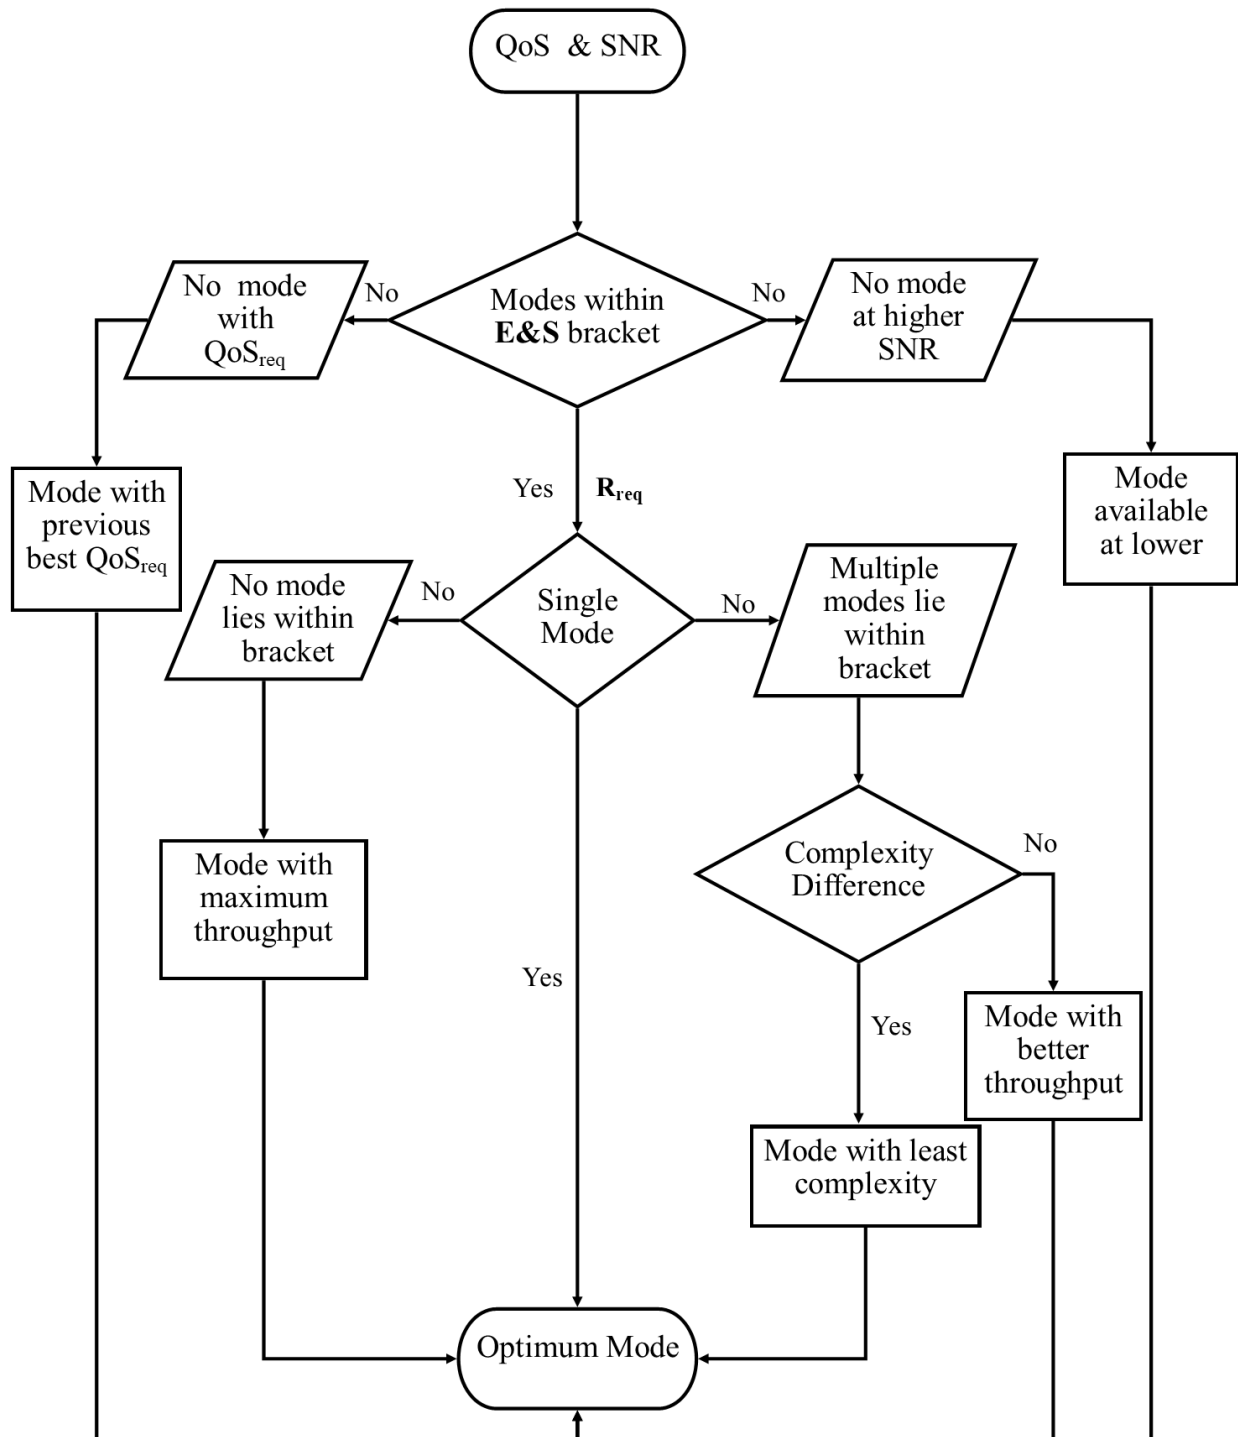 QoS & SNR
No mode
with
QoSreq
No
Modes within
E&S bracket
No
No mode
at higher
SNR
Mode with
previous
best QoSreq
Yes
Rreq
Mode
available
at lower
No mode
lies within
bracket
No
Single
Mode
No
Multiple
modes lie
within
bracket
Mode with
maximum
throughput
Complexity
Difference
No
Yes
Yes
Mode with
better
throughput
Mode with least
complexity
Optimum Mode